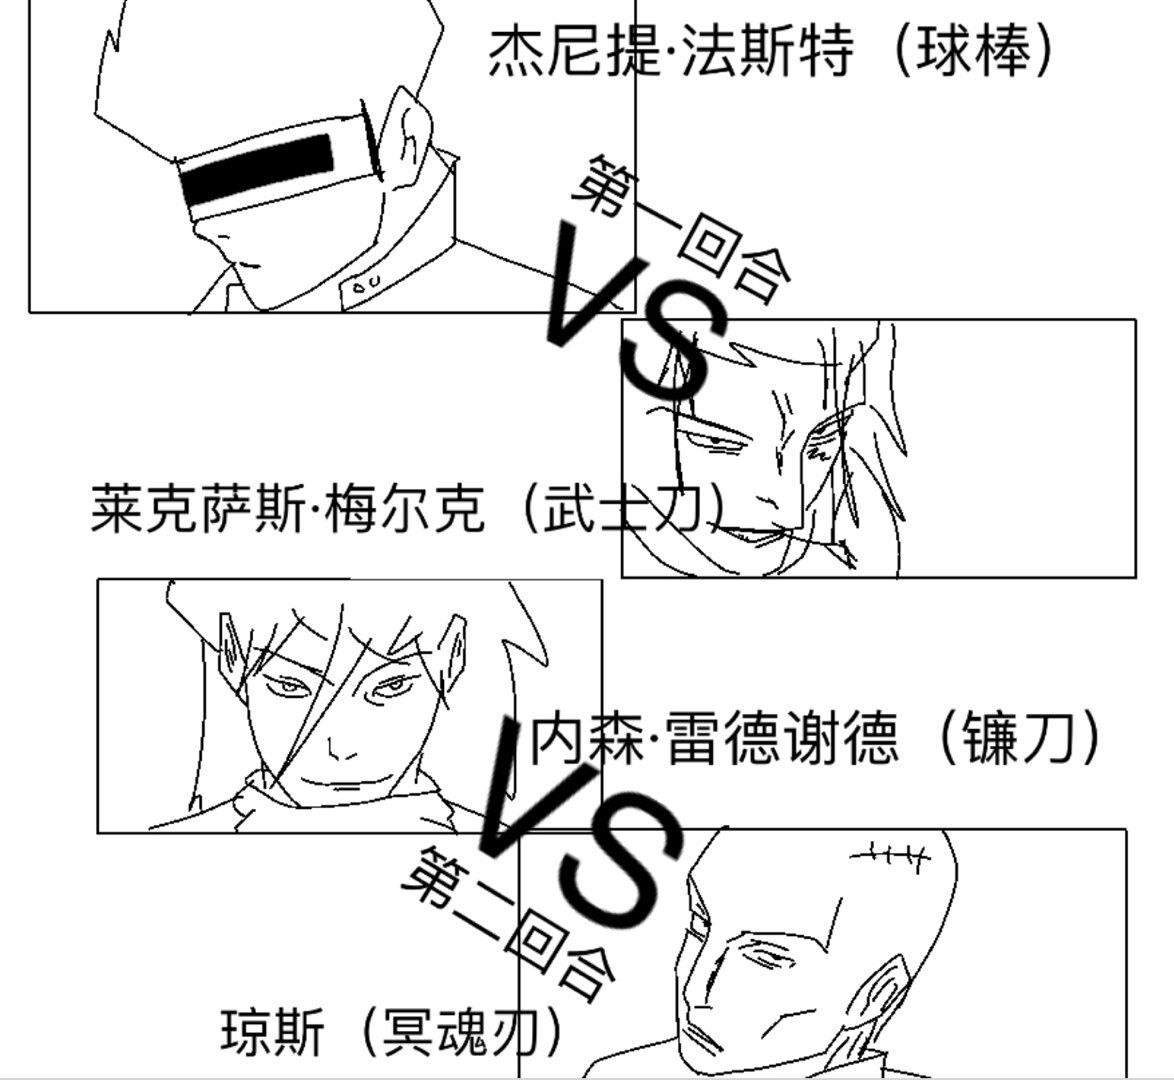 杰尼提·法斯特（球棒）
第一回合
VS
莱克萨斯·梅尔克（武士刀）
内森·雷德谢德（镰刀）
VS
第二回合
琼斯（冥魂刃）